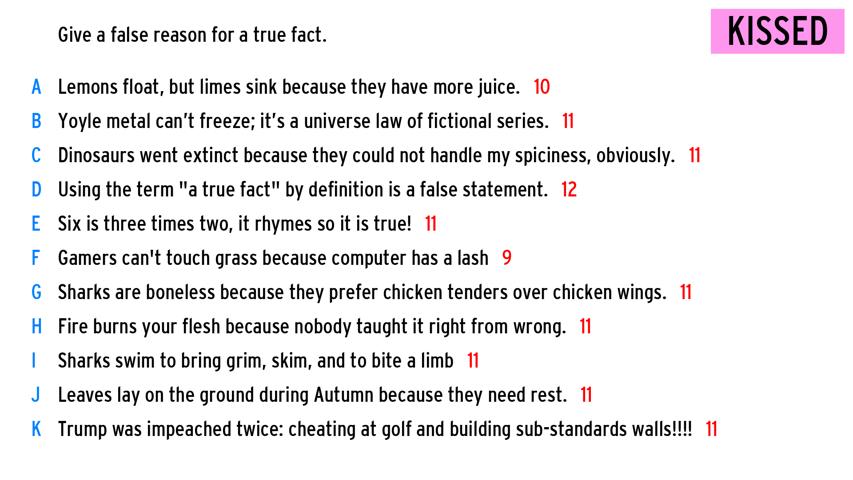 Give a false reason for a true fact.
KISSED
A Lemons float, but limes sink because they have more juice. 10
B Yoyle metal can't freeze; it's a universe law of fictional series. 11
C Dinosaurs went extinct because they could not handle my spiciness, obviously. 11
D Using the term "a true fact" by definition is a false statement. 12
E Six is three times two, it rhymes so it is true! 11
F Gamers can't touch grass because computer has a lash 9
G Sharks are boneless because they prefer chicken tenders over chicken wings. 11
H Fire burns your flesh because nobody taught it right from wrong. 11
I Sharks swim to bring grim, skim, and to bite a limb 11
J Leaves lay on the ground during Autumn because they need rest. 11
K Trump was impeached twice: cheating at golf and building sub-standards walls!!!! 11